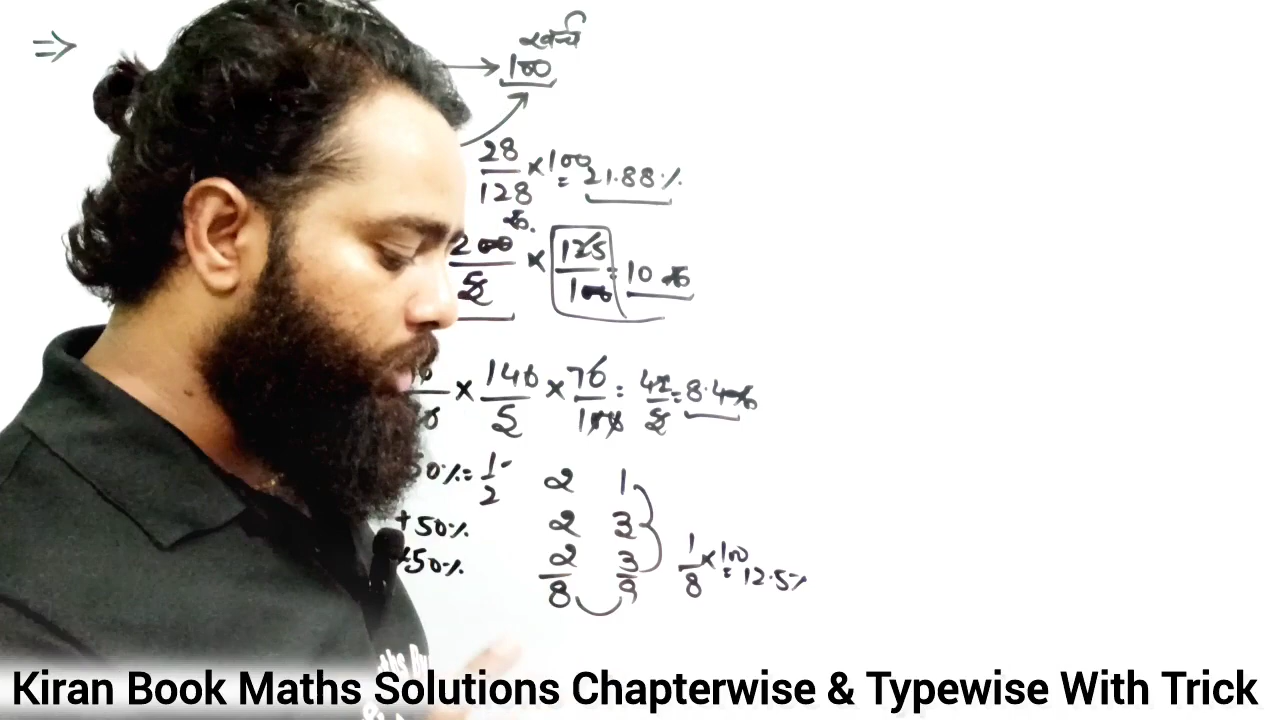 ⇒
खर्च
→ 100
28/128 × 100 = 21.88%
200/8 × 125/100 = 10
× 140/5 × 70/100 = 42/5 = 8.4
50% = 1/2 2 1
+50% 2 3
+50% 2 3
8 9 1/8 × 100 = 12.5%
Kiran Book Maths Solutions Chapterwise & Typewise With Trick